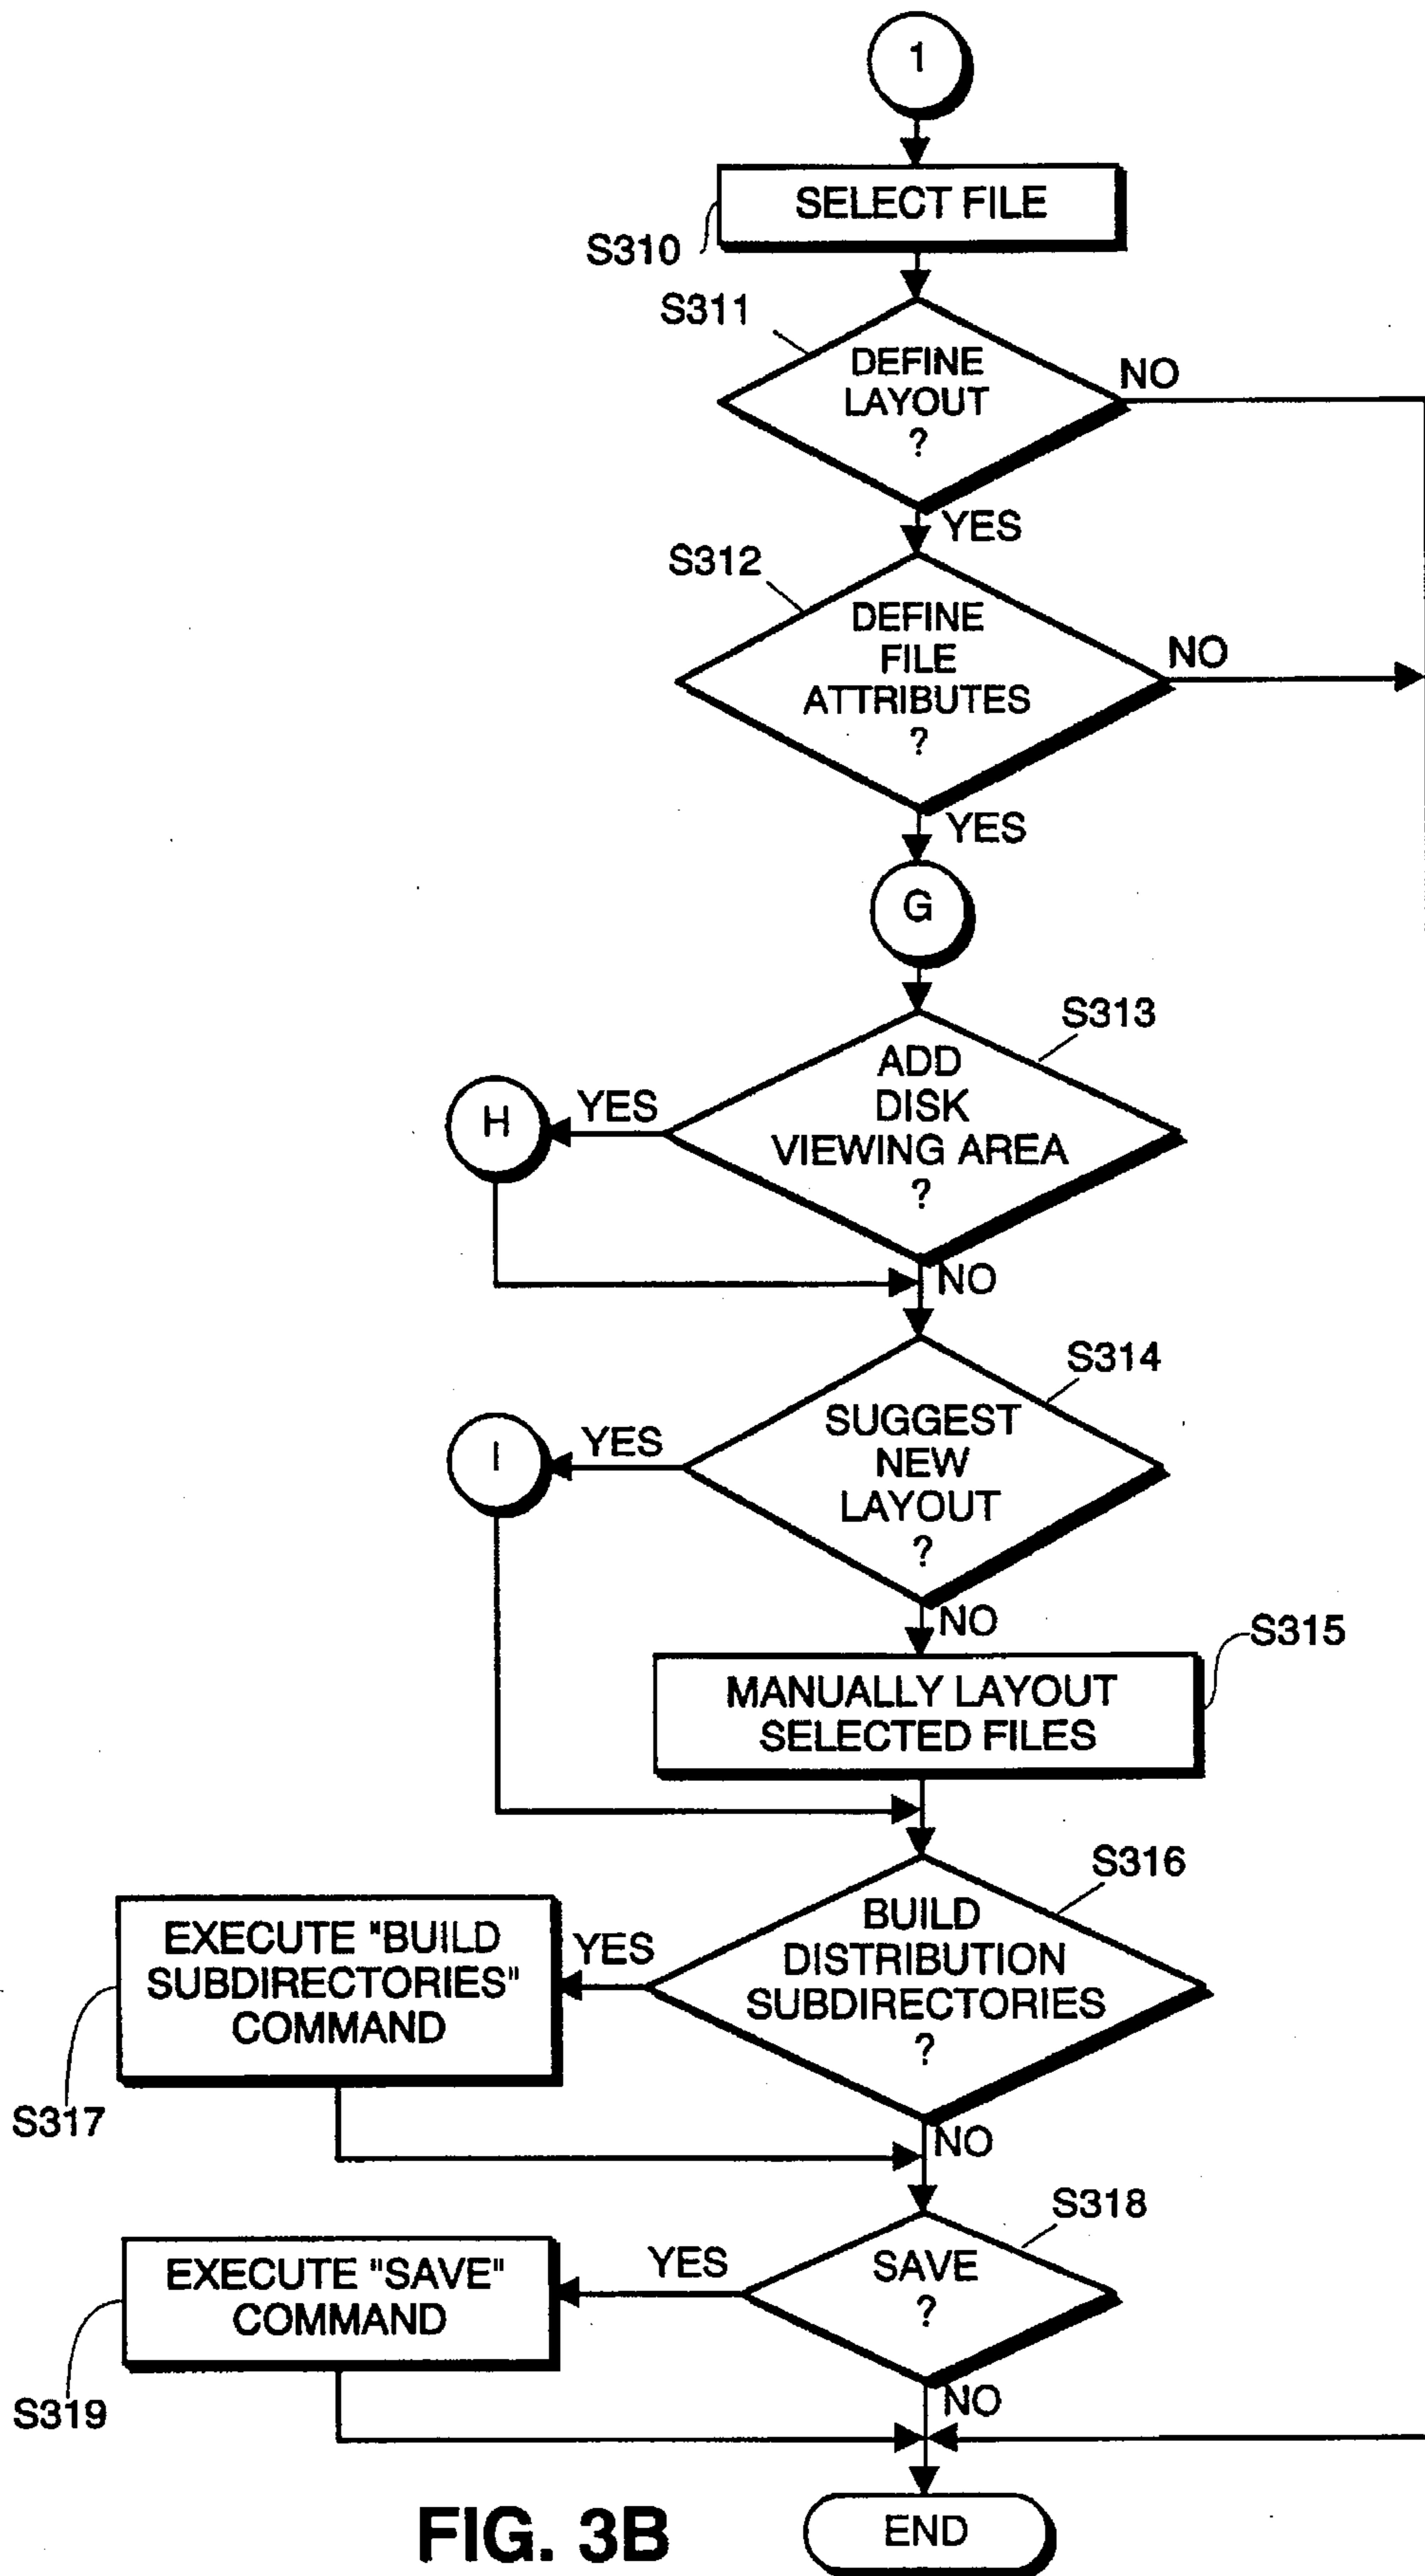 1
SELECT FILE
S310
S311
DEFINE
LAYOUT
?
NO
YES
S312
DEFINE
FILE
ATTRIBUTES
?
NO
YES
G
S313
ADD
DISK
VIEWING AREA
?
YES
H
NO
S314
SUGGEST
NEW
LAYOUT
?
YES
I
NO
S315
MANUALLY LAYOUT
SELECTED FILES
S316
BUILD
DISTRIBUTION
SUBDIRECTORIES
?
YES
EXECUTE "BUILD
SUBDIRECTORIES"
COMMAND
S317
NO
S318
SAVE
?
YES
EXECUTE "SAVE"
COMMAND
S319
NO
END
FIG. 3B